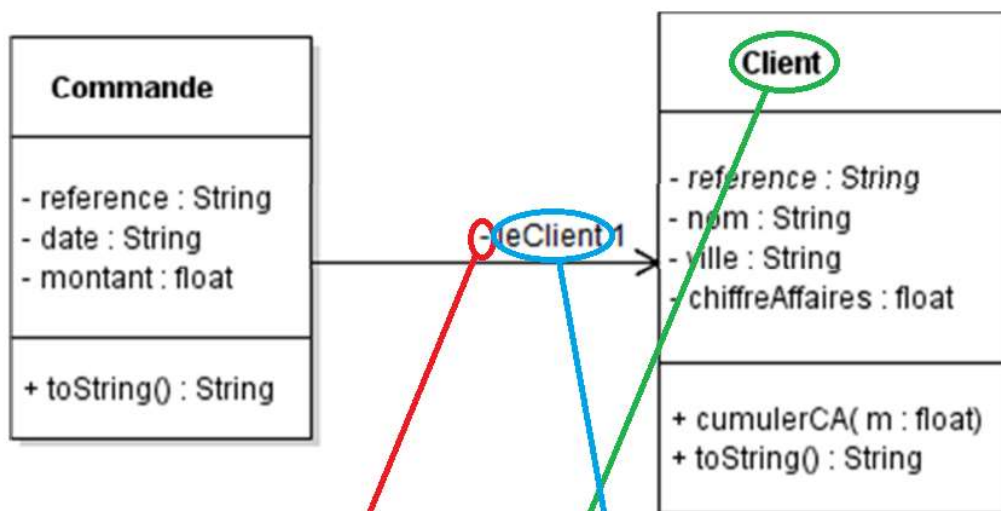 Commande
- reference : String
- date : String
- montant : float
+ toString() : String
- leClient 1
Client
- reference : String
- nom : String
- ville : String
- chiffreAffaires : float
+ cumulerCA( m : float)
+ toString() : String